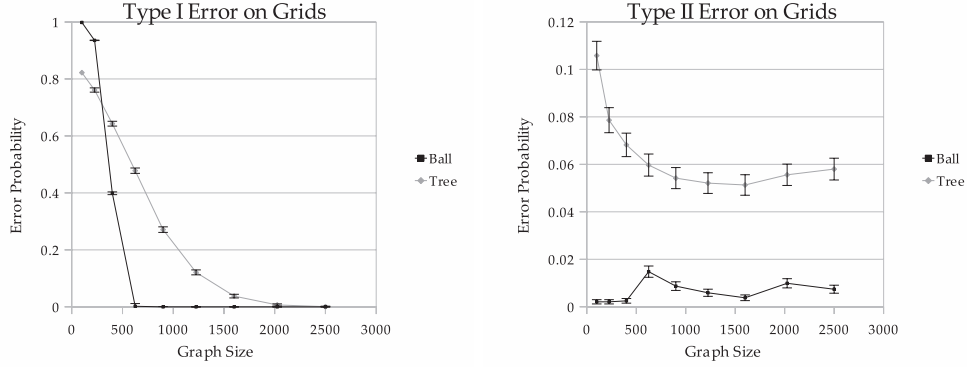 Type I Error on Grids
1
0.8
0.6
0.4
0.2
0
Error Probability
0 500 1000 1500 2000 2500 3000
Graph Size
Ball
Tree
Type II Error on Grids
0.12
0.1
0.08
0.06
0.04
0.02
0
Error Probability
0 500 1000 1500 2000 2500 3000
Graph Size
Ball
Tree